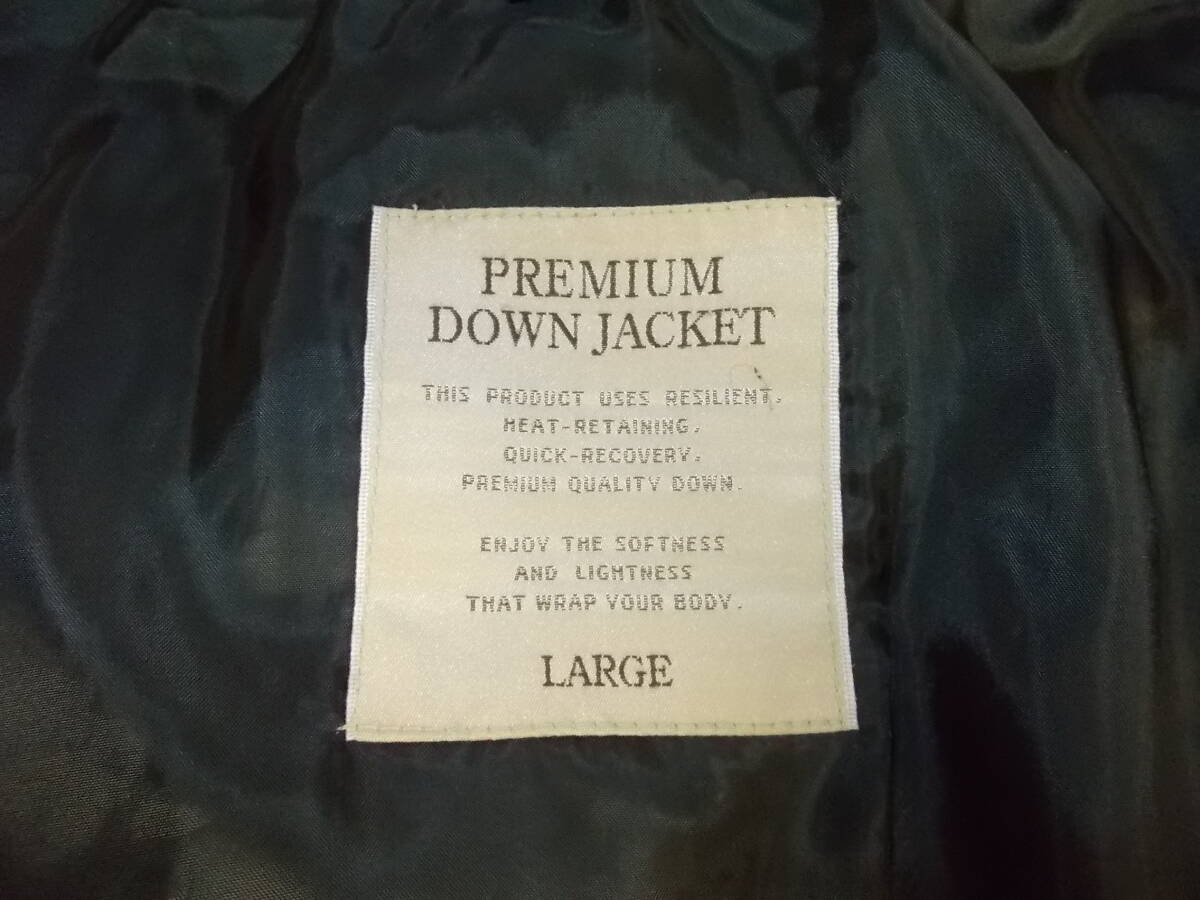 PREMIUM
DOWN JACKET
THIS PRODUCT USES RESILIENT,
HEAT-RETAINING,
QUICK-RECOVERY,
PREMIUM QUALITY DOWN.
ENJOY THE SOFTNESS
AND LIGHTNESS
THAT WRAP YOUR BODY.
LARGE